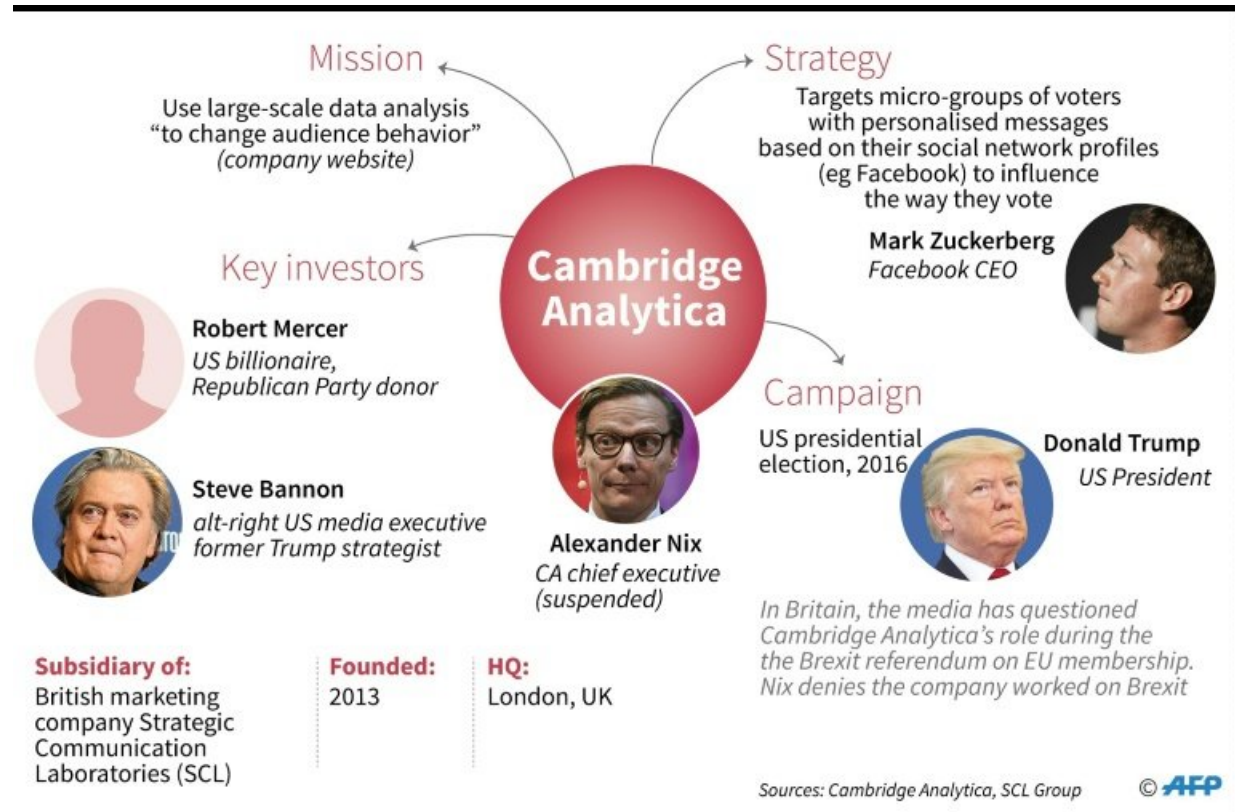 Mission
Use large-scale data analysis
“to change audience behavior”
(company website)
Strategy
Targets micro-groups of voters
with personalised messages
based on their social network profiles
(eg Facebook) to influence
the way they vote
Mark Zuckerberg
Facebook CEO
Cambridge
Analytica
Key investors
Robert Mercer
US billionaire,
Republican Party donor
Steve Bannon
alt-right US media executive
former Trump strategist
Alexander Nix
CA chief executive
(suspended)
Campaign
US presidential
election, 2016
Donald Trump
US President
In Britain, the media has questioned
Cambridge Analytica’s role during the
the Brexit referendum on EU membership.
Nix denies the company worked on Brexit
Subsidiary of:
British marketing
company Strategic
Communication
Laboratories (SCL)
Founded:
2013
HQ:
London, UK
Sources: Cambridge Analytica, SCL Group
© AFP